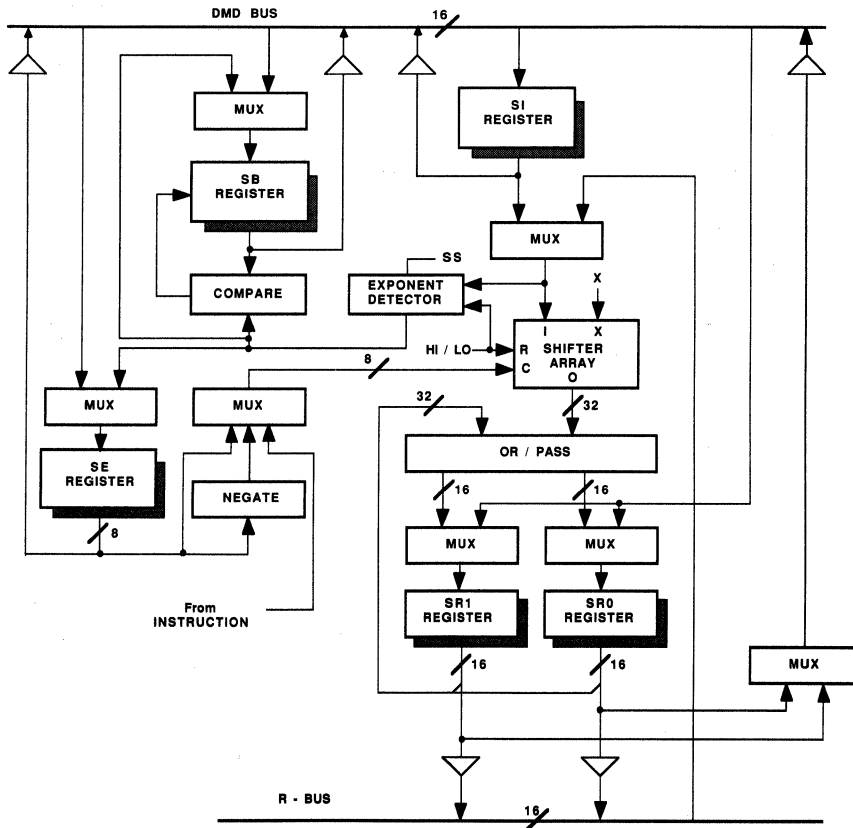 DMD BUS
16
MUX
SI
REGISTER
SB
REGISTER
MUX
SS
COMPARE
EXPONENT
DETECTOR
X
I X
HI / LO
R
SHIFTER
ARRAY
C
O
8
MUX
MUX
32
32
OR / PASS
SE
REGISTER
NEGATE
16
16
8
MUX
MUX
From
INSTRUCTION
SR1
REGISTER
SR0
REGISTER
16
16
MUX
R - BUS
16